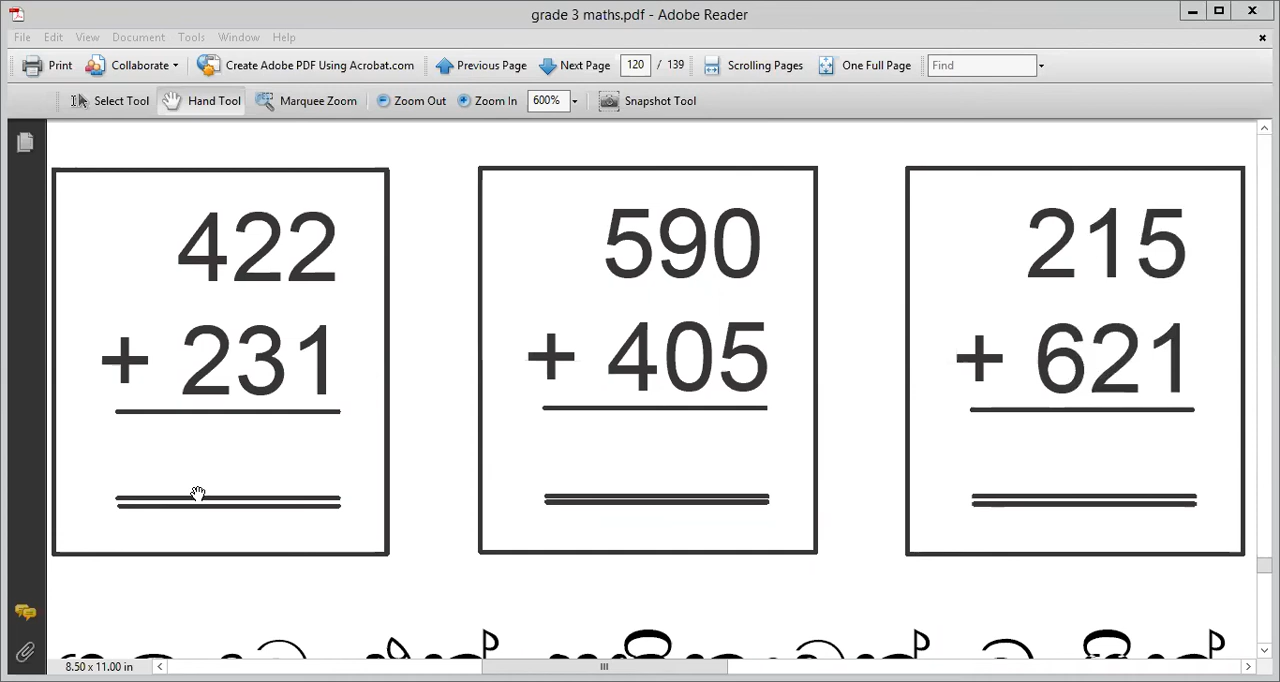 grade 3 maths.pdf - Adobe Reader
File Edit View Document Tools Window Help
Print Collaborate Create Adobe PDF Using Acrobat.com Previous Page Next Page 120 / 139 Scrolling Pages One Full Page Find
Select Tool Hand Tool Marquee Zoom Zoom Out Zoom In 600% Snapshot Tool
422 590 215
+ 231 + 405 + 621
8.50 x 11.00 in